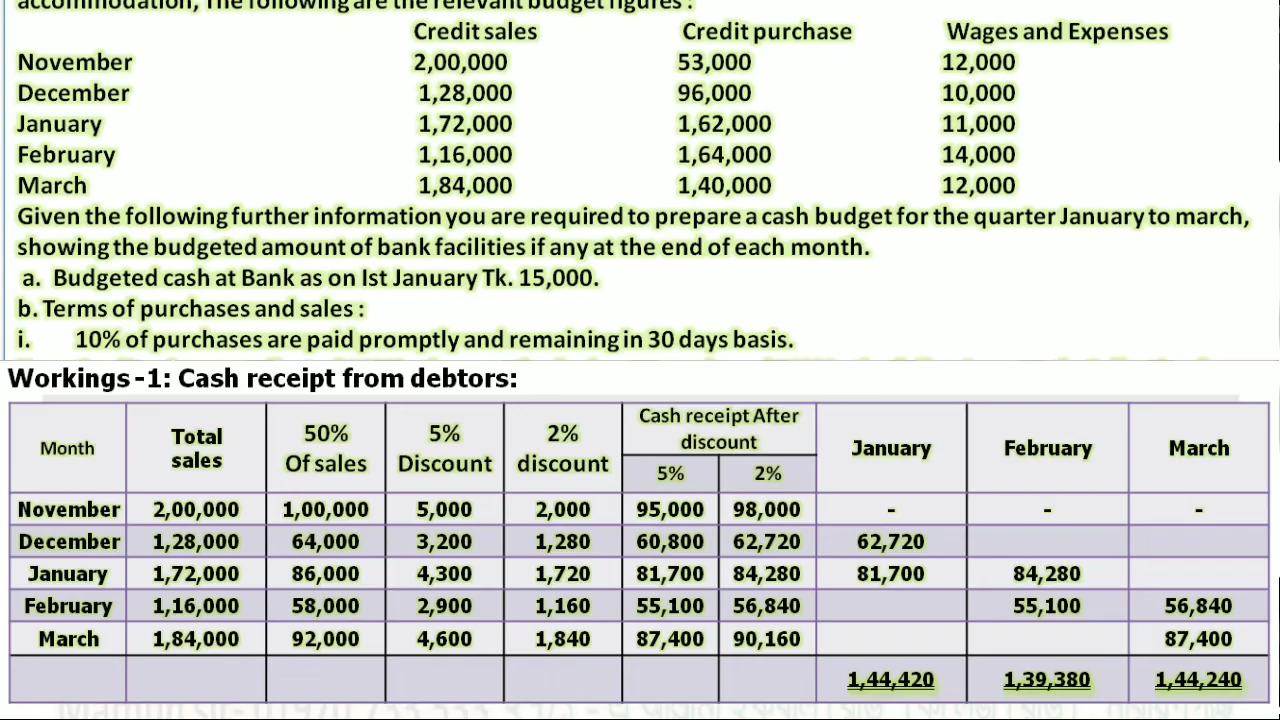 accommodation, The following are the relevant budget figures :
Credit sales Credit purchase Wages and Expenses
November 2,00,000 53,000 12,000
December 1,28,000 96,000 10,000
January 1,72,000 1,62,000 11,000
February 1,16,000 1,64,000 14,000
March 1,84,000 1,40,000 12,000
Given the following further information you are required to prepare a cash budget for the quarter January to march,
showing the budgeted amount of bank facilities if any at the end of each month.
a. Budgeted cash at Bank as on Ist January Tk. 15,000.
b. Terms of purchases and sales :
i. 10% of purchases are paid promptly and remaining in 30 days basis.
Workings -1: Cash receipt from debtors:
Month Total sales 50% Of sales 5% Discount 2% discount Cash receipt After discount January February March
5% 2%
November 2,00,000 1,00,000 5,000 2,000 95,000 98,000 - - -
December 1,28,000 64,000 3,200 1,280 60,800 62,720 62,720
January 1,72,000 86,000 4,300 1,720 81,700 84,280 81,700 84,280
February 1,16,000 58,000 2,900 1,160 55,100 56,840 55,100 56,840
March 1,84,000 92,000 4,600 1,840 87,400 90,160 87,400
1,44,420 1,39,380 1,44,240